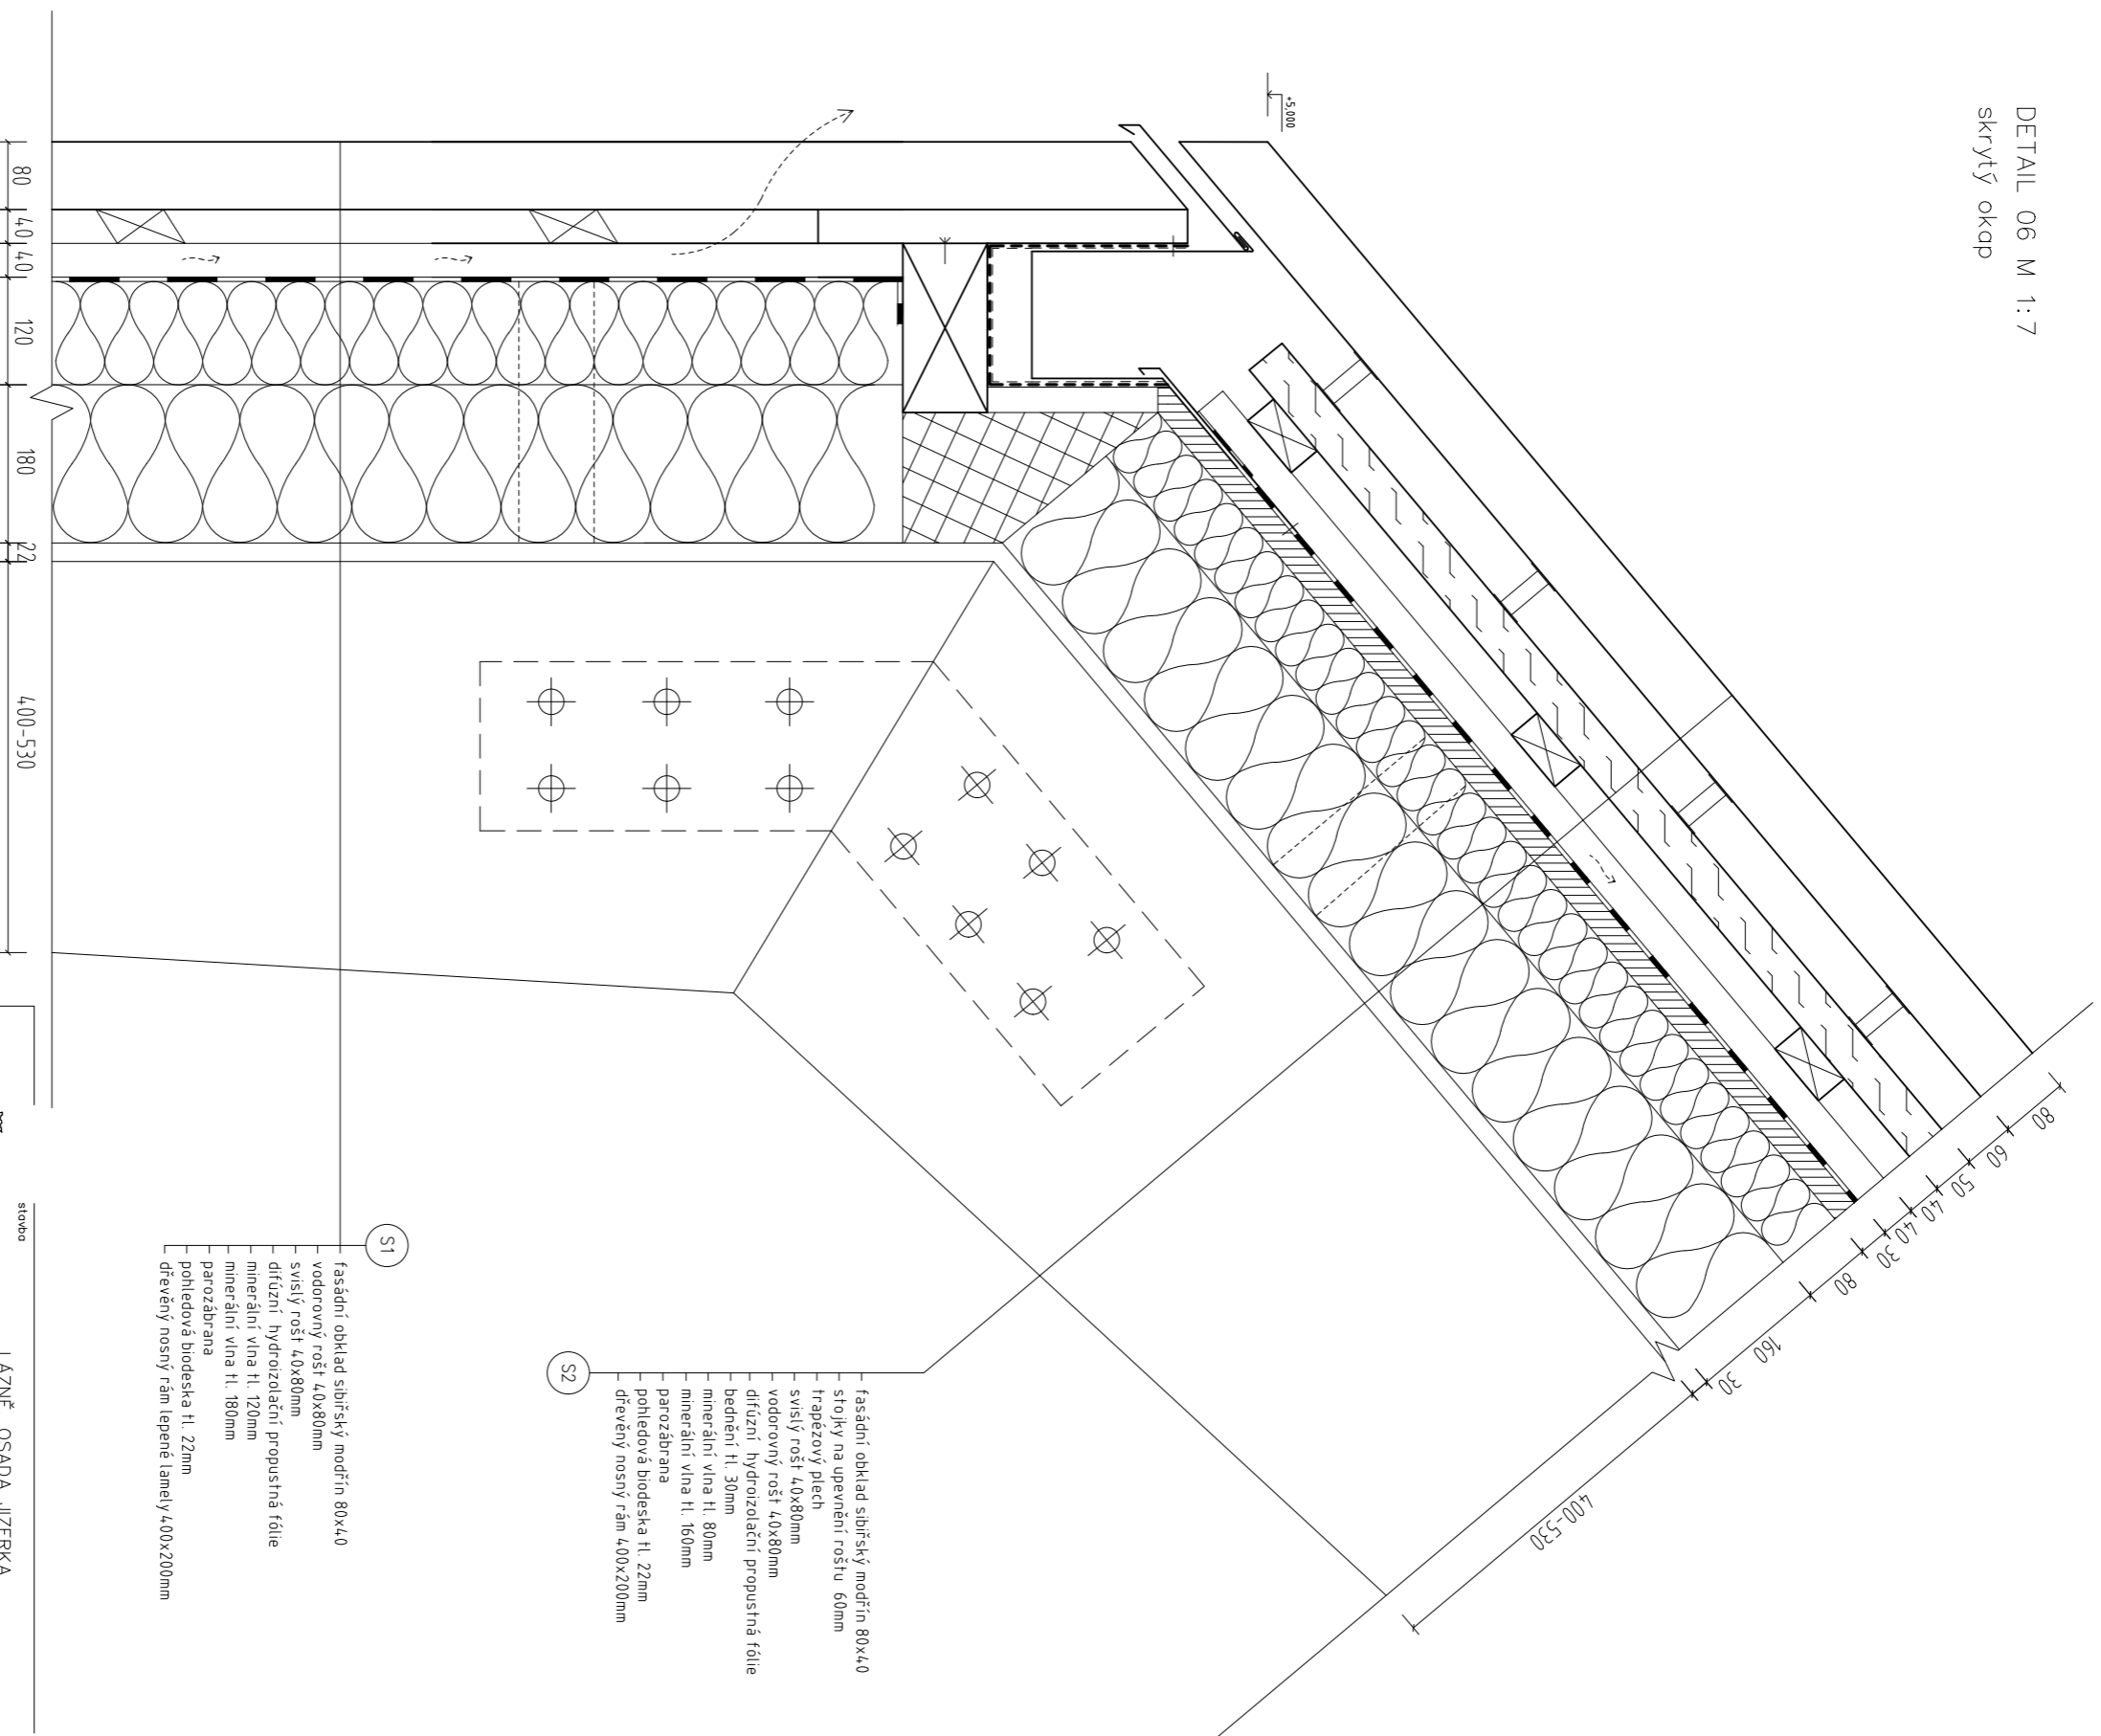 DETAIL 06 M 1:7
skrytý okap
+5,000
80
60
50
40
40
30
80
160
30
400-530
80
40
40
120
180
22
400-530
S2
fasádní obklad sibiřský modřín 80x40
stojky na upevnění roštu 60mm
trapézový plech
svislý rošt 40x80mm
vodorovný rošt 40x80mm
difúzní hydroizolační propustná fólie
bednění tl. 30mm
minerální vlna tl. 80mm
minerální vlna tl. 160mm
parozábrana
pohledová biodeska tl. 22mm
dřevěný nosný rám 400x200mm
S1
fasádní obklad sibiřský modřín 80x40
vodorovný rošt 40x80mm
svislý rošt 40x80mm
difúzní hydroizolační propustná fólie
minerální vlna tl. 120mm
minerální vlna tl. 180mm
parozábrana
pohledová biodeska tl. 22mm
dřevěný nosný rám lepené lamely 400x200mm
stavba
LÁZNĚ OSADA JIZERKA